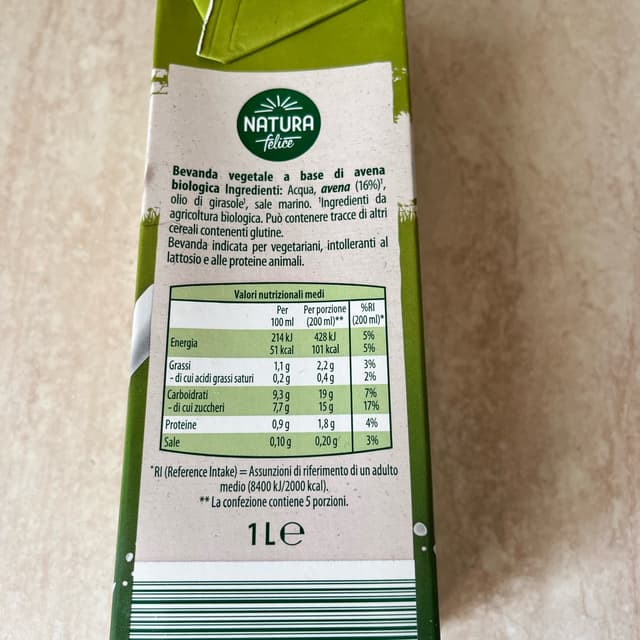 NATURA
felice
Bevanda vegetale a base di avena
biologica Ingredienti: Acqua, avena (16%)¹,
olio di girasole¹, sale marino. ¹Ingredienti da
agricoltura biologica. Può contenere tracce di altri
cereali contenenti glutine.
Bevanda indicata per vegetariani, intolleranti al
lattosio e alle proteine animali.
Valori nutrizionali medi
Per 100 ml Per porzione (200 ml)** %RI (200 ml)*
Energia 214 kJ 428 kJ 5%
51 kcal 101 kcal 5%
Grassi 1,1 g 2,2 g 3%
- di cui acidi grassi saturi 0,2 g 0,4 g 2%
Carboidrati 9,3 g 19 g 7%
- di cui zuccheri 7,7 g 15 g 17%
Proteine 0,9 g 1,8 g 4%
Sale 0,10 g 0,20 g 3%
*RI (Reference Intake) = Assunzioni di riferimento di un adulto
medio (8400 kJ/2000 kcal).
** La confezione contiene 5 porzioni.
1 L ℮